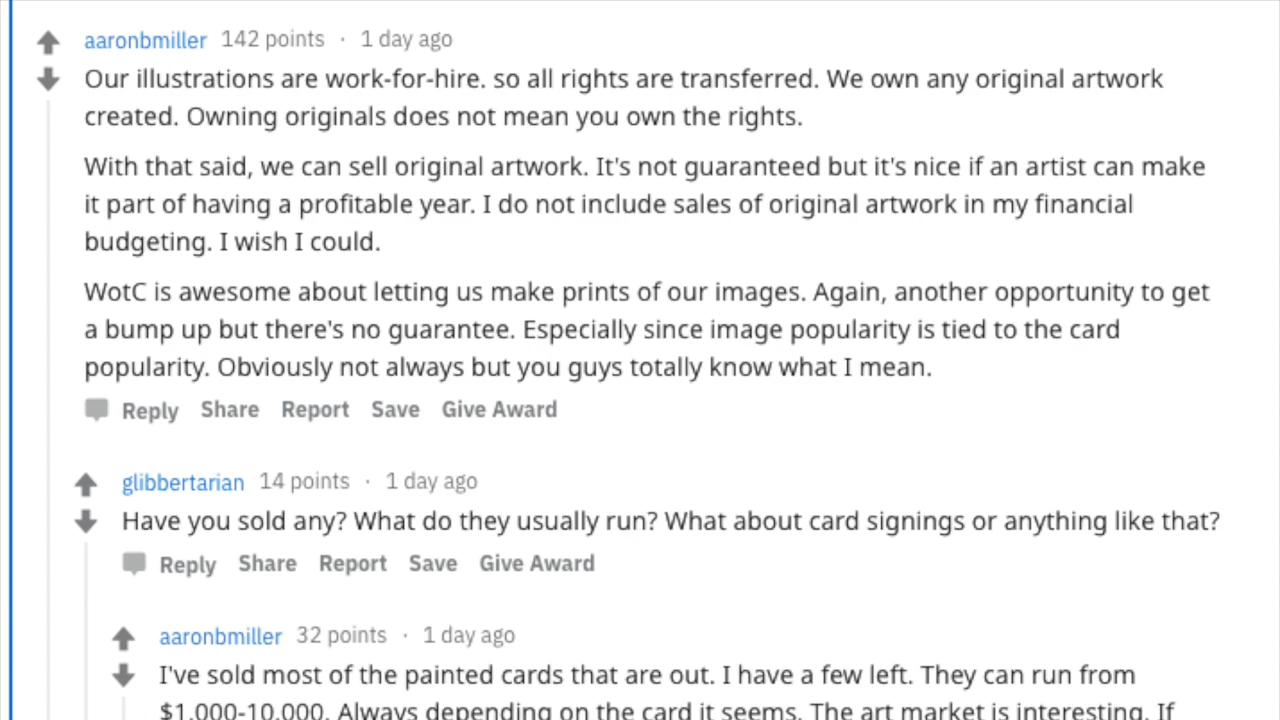 aaronbmiller 142 points · 1 day ago
Our illustrations are work-for-hire. so all rights are transferred. We own any original artwork
created. Owning originals does not mean you own the rights.
With that said, we can sell original artwork. It's not guaranteed but it's nice if an artist can make
it part of having a profitable year. I do not include sales of original artwork in my financial
budgeting. I wish I could.
WotC is awesome about letting us make prints of our images. Again, another opportunity to get
a bump up but there's no guarantee. Especially since image popularity is tied to the card
popularity. Obviously not always but you guys totally know what I mean.
Reply Share Report Save Give Award
glibbertarian 14 points · 1 day ago
Have you sold any? What do they usually run? What about card signings or anything like that?
Reply Share Report Save Give Award
aaronbmiller 32 points · 1 day ago
I've sold most of the painted cards that are out. I have a few left. They can run from
$1,000-10,000. Always depending on the card it seems. The art market is interesting. If